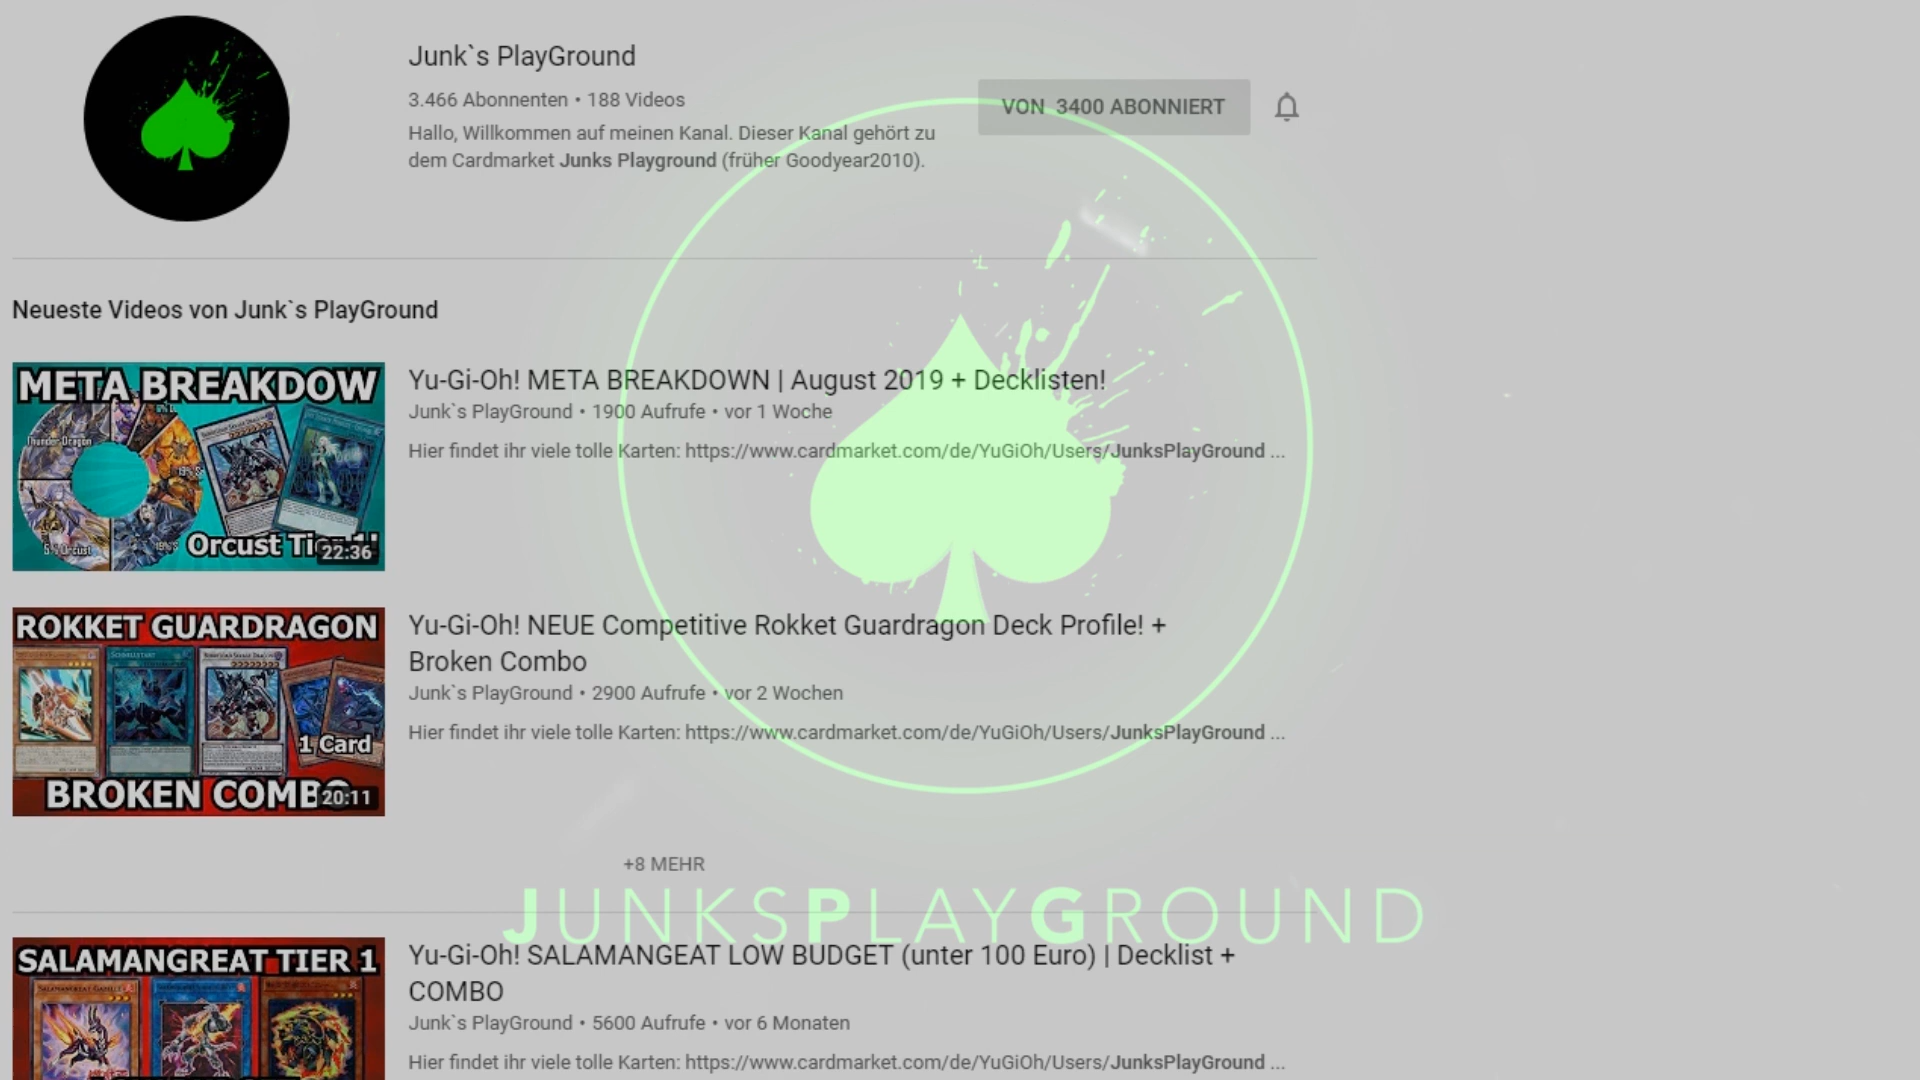 Junk`s PlayGround
3.466 Abonnenten • 188 Videos
VON 3400 ABONNIERT
Hallo, Willkommen auf meinen Kanal. Dieser Kanal gehört zu
dem Cardmarket Junks Playground (früher Goodyear2010).
Neueste Videos von Junk`s PlayGround
META BREAKDOW
Thunder Dragon
Orcust
Orcust
22:36
Yu-Gi-Oh! META BREAKDOWN | August 2019 + Decklisten!
Junk`s PlayGround • 1900 Aufrufe • vor 1 Woche
Hier findet ihr viele tolle Karten: https://www.cardmarket.com/de/YuGiOh/Users/JunksPlayGround ...
ROKKET GUARDRAGON
1 Card
BROKEN
20:11
Yu-Gi-Oh! NEUE Competitive Rokket Guardragon Deck Profile! +
Broken Combo
Junk`s PlayGround • 2900 Aufrufe • vor 2 Wochen
Hier findet ihr viele tolle Karten: https://www.cardmarket.com/de/YuGiOh/Users/JunksPlayGround ...
+8 MEHR
JUNKSPLAYGROUND
SALAMANGREAT TIER 1
Yu-Gi-Oh! SALAMANGEAT LOW BUDGET (unter 100 Euro) | Decklist +
COMBO
Junk`s PlayGround • 5600 Aufrufe • vor 6 Monaten
Hier findet ihr viele tolle Karten: https://www.cardmarket.com/de/YuGiOh/Users/JunksPlayGround ...